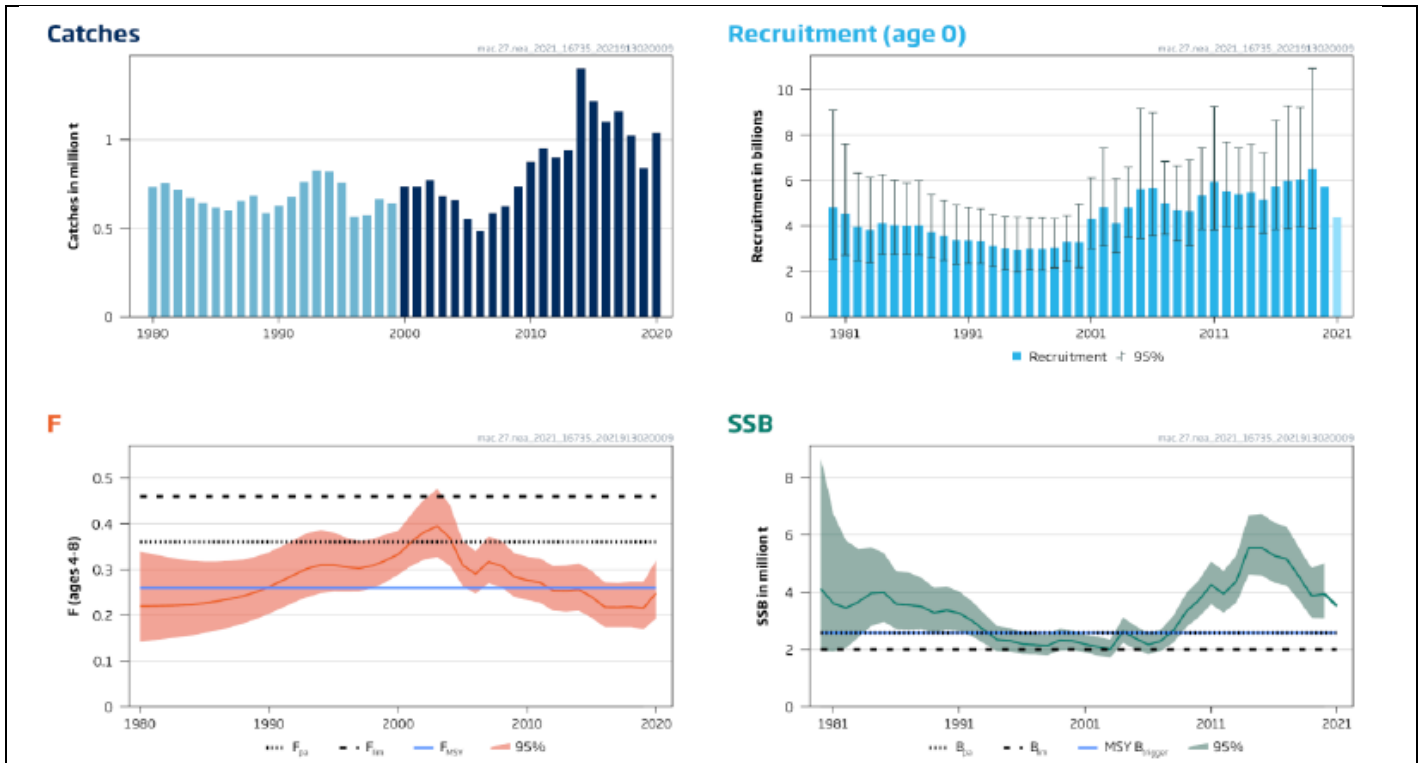 Catches
mac.27.nea_2021_16735_2021913020009
Catches in million t
1
0.5
0
1980 1990 2000 2010 2020
Recruitment (age 0)
mac.27.nea_2021_16735_2021913020009
Recruitment in billions
10
8
6
4
2
0
1981 1991 2001 2011 2021
Recruitment 95%
F
mac.27.nea_2021_16735_2021913020009
F (ages 4-8)
0.5
0.4
0.3
0.2
0.1
0
1980 1990 2000 2010 2020
Fpa Flim FMSY 95%
SSB
mac.27.nea_2021_16735_2021913020009
SSB in million t
8
6
4
2
0
1981 1991 2001 2011 2021
Bpa Blim MSY Btrigger 95%